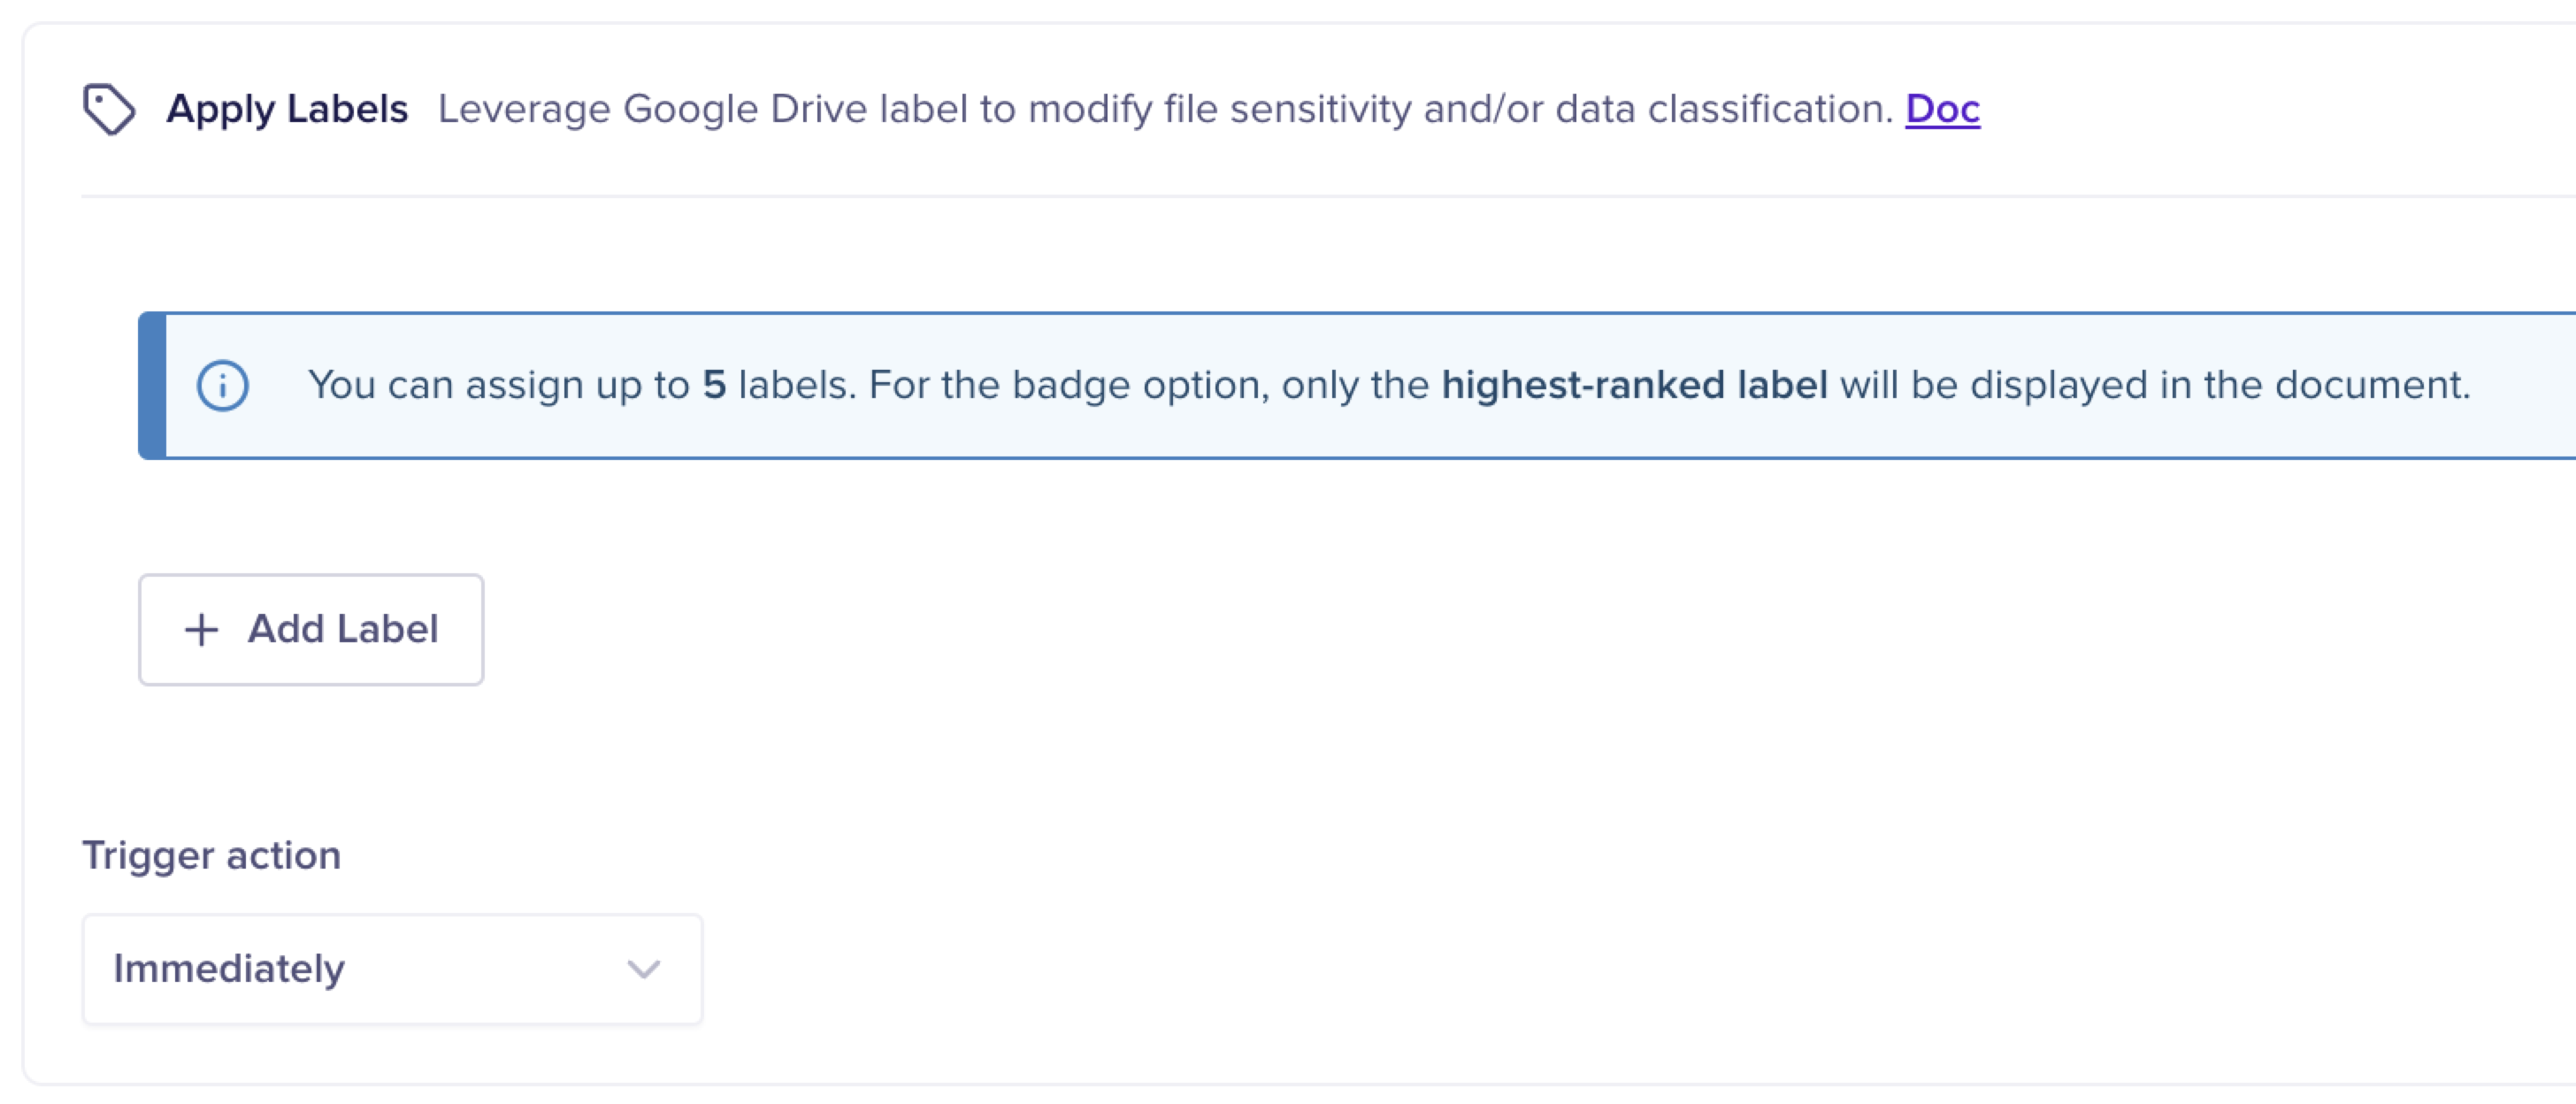 Apply Labels Leverage Google Drive label to modify file sensitivity and/or data classification. Doc
You can assign up to 5 labels. For the badge option, only the highest-ranked label will be displayed in the document.
+ Add Label
Trigger action
Immediately